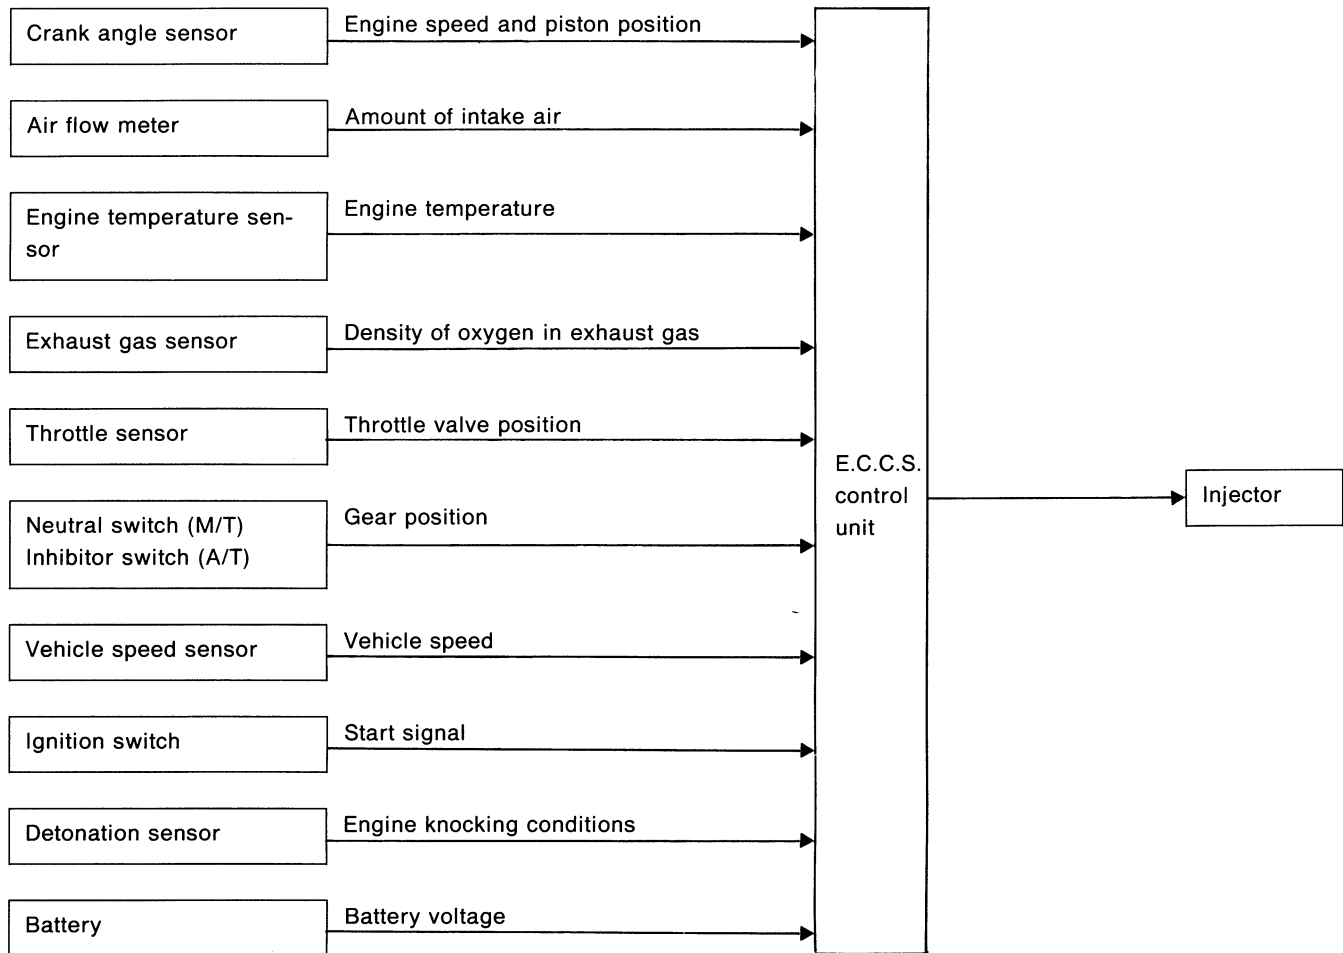 Crank angle sensor
Engine speed and piston position
Air flow meter
Amount of intake air
Engine temperature sen-
sor
Engine temperature
Exhaust gas sensor
Density of oxygen in exhaust gas
Throttle sensor
Throttle valve position
Neutral switch (M/T)
Inhibitor switch (A/T)
Gear position
Vehicle speed sensor
Vehicle speed
Ignition switch
Start signal
Detonation sensor
Engine knocking conditions
Battery
Battery voltage
E.C.C.S.
control
unit
Injector